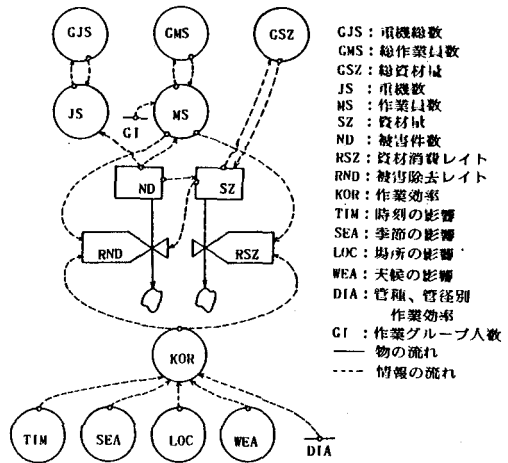 GJS
GMS
GSZ
JS
GI
MS
ND
SZ
RND
RSZ
KOR
TIM
SEA
LOC
WEA
DIA
GJS：重機総数
GMS：総作業員数
GSZ：総資材量
JS：重機数
MS：作業員数
SZ：資材量
ND：被害件数
RSZ：資材消費レイト
RND：被害除去レイト
KOR：作業効率
TIM：時刻の影響
SEA：季節の影響
LOC：場所の影響
WEA：天候の影響
DIA：管種、管径別
作業効率
GI：作業グループ人数
── 物の流れ
---- 情報の流れ